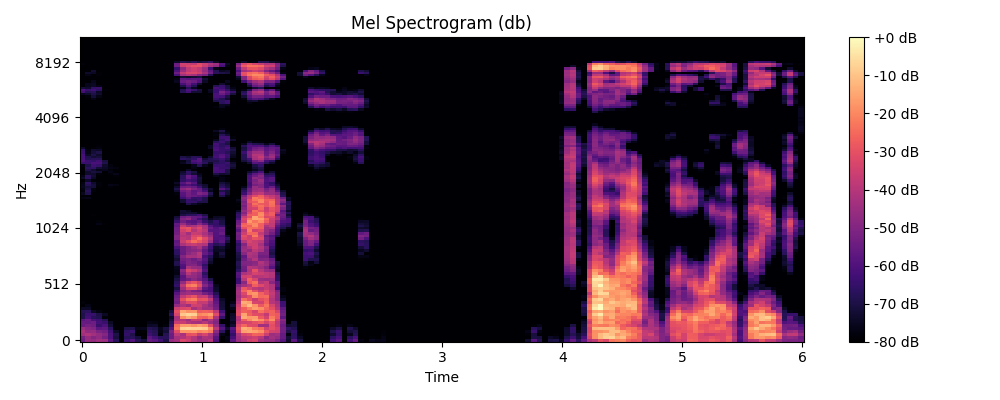 Mel Spectrogram (db)
8192
4096
2048
1024
512
0
Hz
0 1 2 3 4 5 6
Time
+0 dB
-10 dB
-20 dB
-30 dB
-40 dB
-50 dB
-60 dB
-70 dB
-80 dB